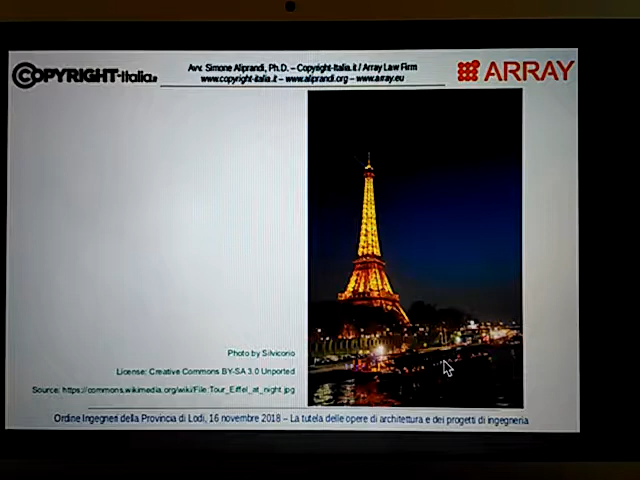 COPYRIGHT-Italia.it
Avv. Simone Aliprandi, Ph.D. – Copyright-Italia.it / Array Law Firm
www.copyright-italia.it – www.aliprandi.org – www.array.eu
ARRAY
Photo by Silviconio
License: Creative Commons BY-SA 3.0 Unported
Source: https://commons.wikimedia.org/wiki/File:Tour_Eiffel_at_night.jpg
Ordine Ingegneri della Provincia di Lodi, 16 novembre 2018 – La tutela delle opere di architettura e dei progetti di ingegneria